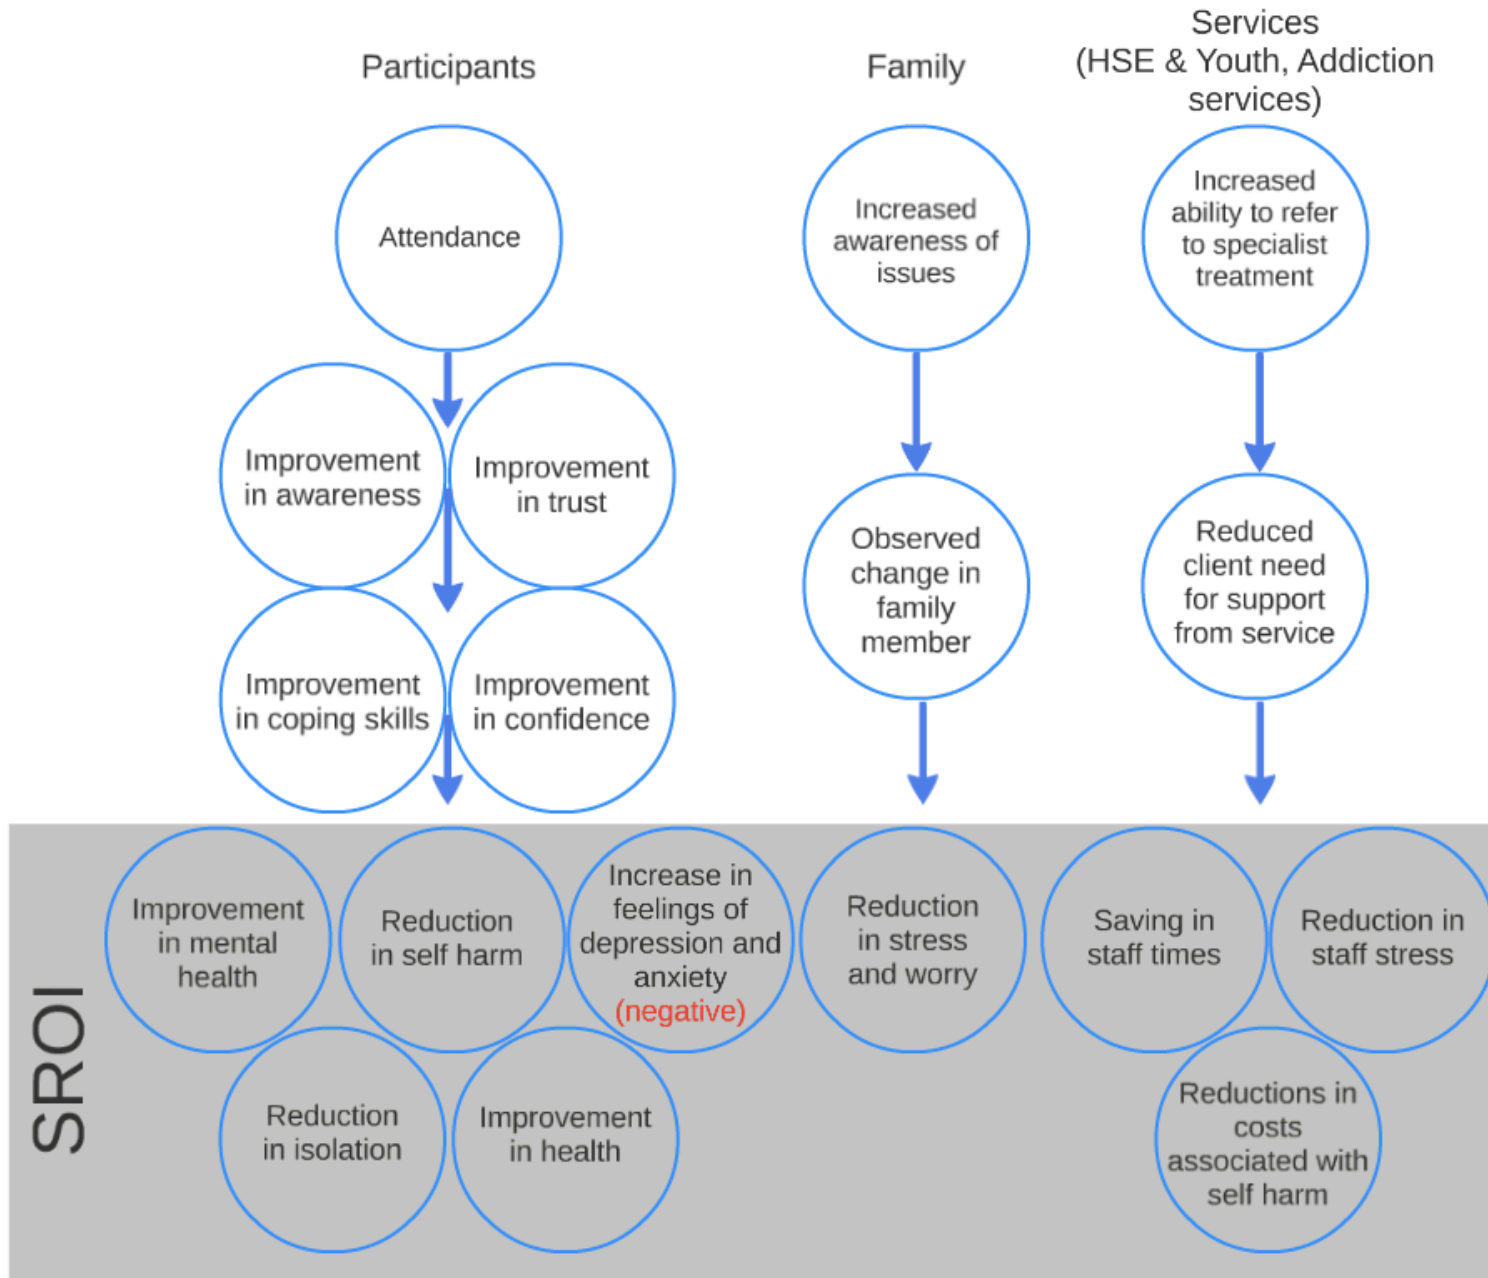 Participants
Family
Services
(HSE & Youth, Addiction
services)
Attendance
Increased
awareness of
issues
Increased
ability to refer
to specialist
treatment
Improvement
in awareness
Improvement
in trust
Observed
change in
family
member
Reduced
client need
for support
from service
Improvement
in coping skills
Improvement
in confidence
SROI
Improvement
in mental
health
Reduction
in self harm
Increase in
feelings of
depression and
anxiety
(negative)
Reduction
in stress
and worry
Saving in
staff times
Reduction in
staff stress
Reduction
in isolation
Improvement
in health
Reductions in
costs
associated with
self harm